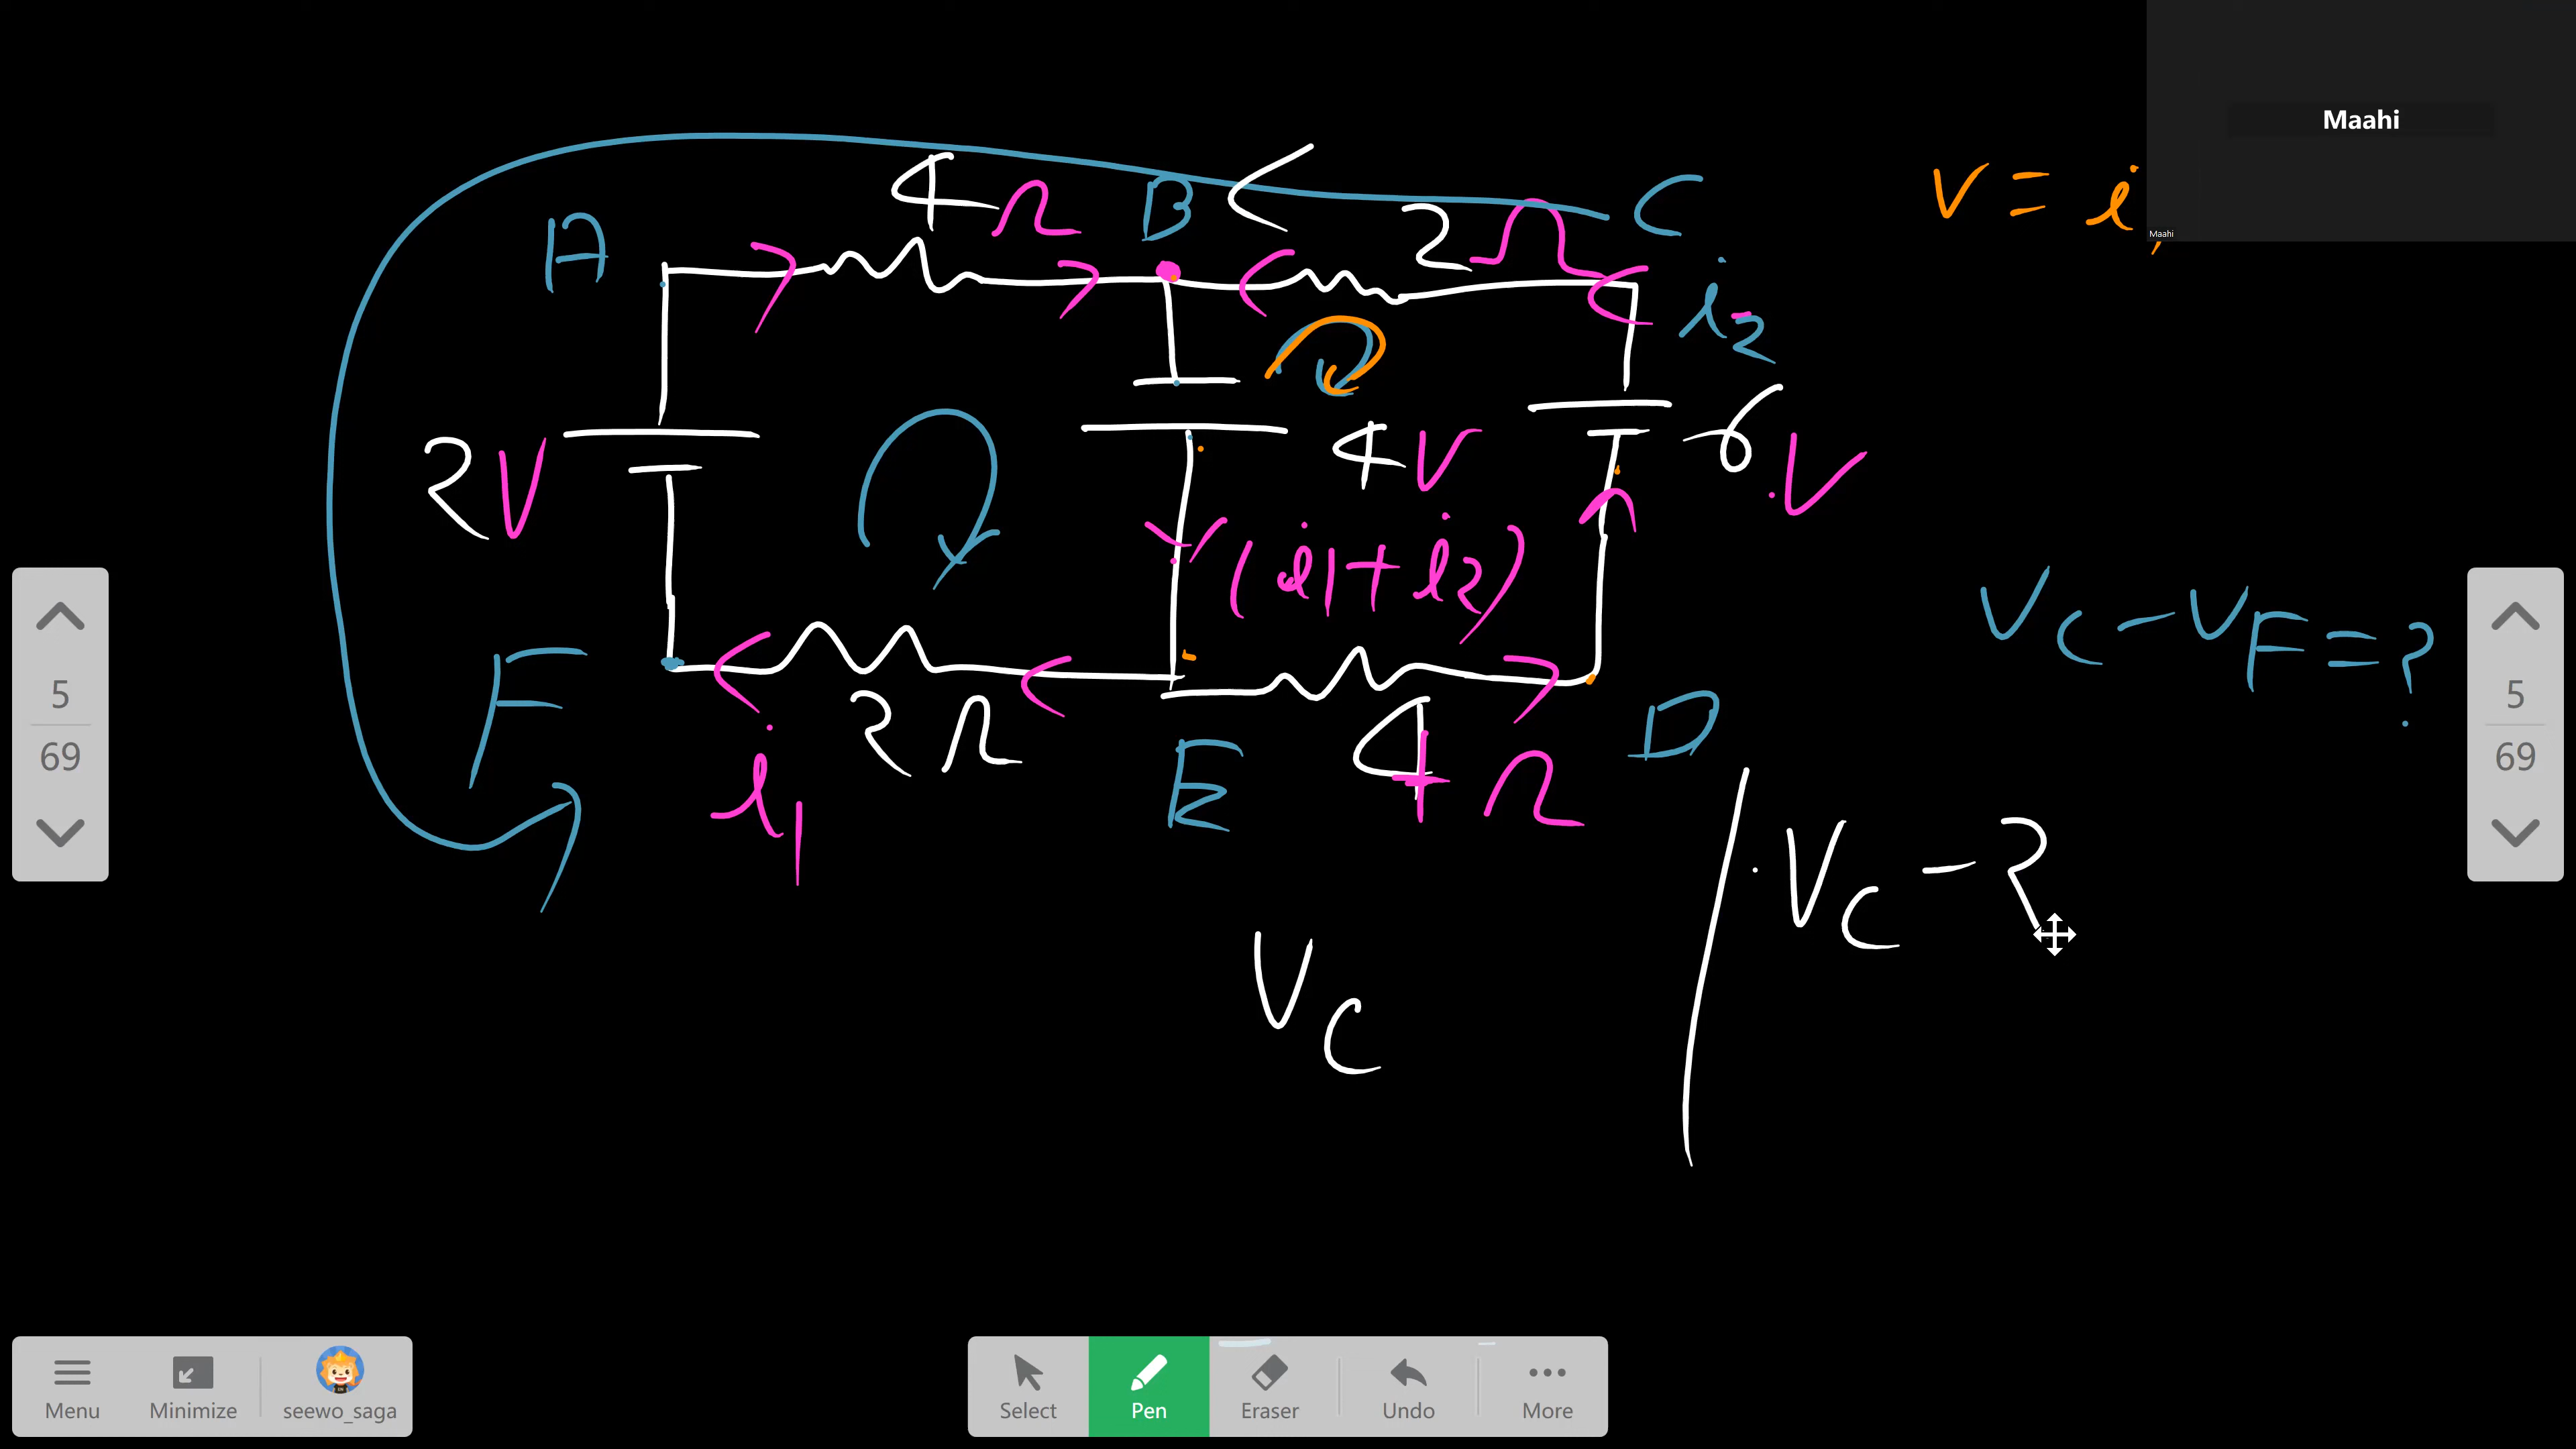 Maahi
V = i
Maahi
4Ω B < 2Ω C
A
i2
2V 4V 6V
(i1 + i2)
VC - VF = ?
F
2Ω E 4Ω D
i1
VC - 2
VC
5
69
5
69
Menu Minimize seewo_saga Select Pen Eraser Undo More